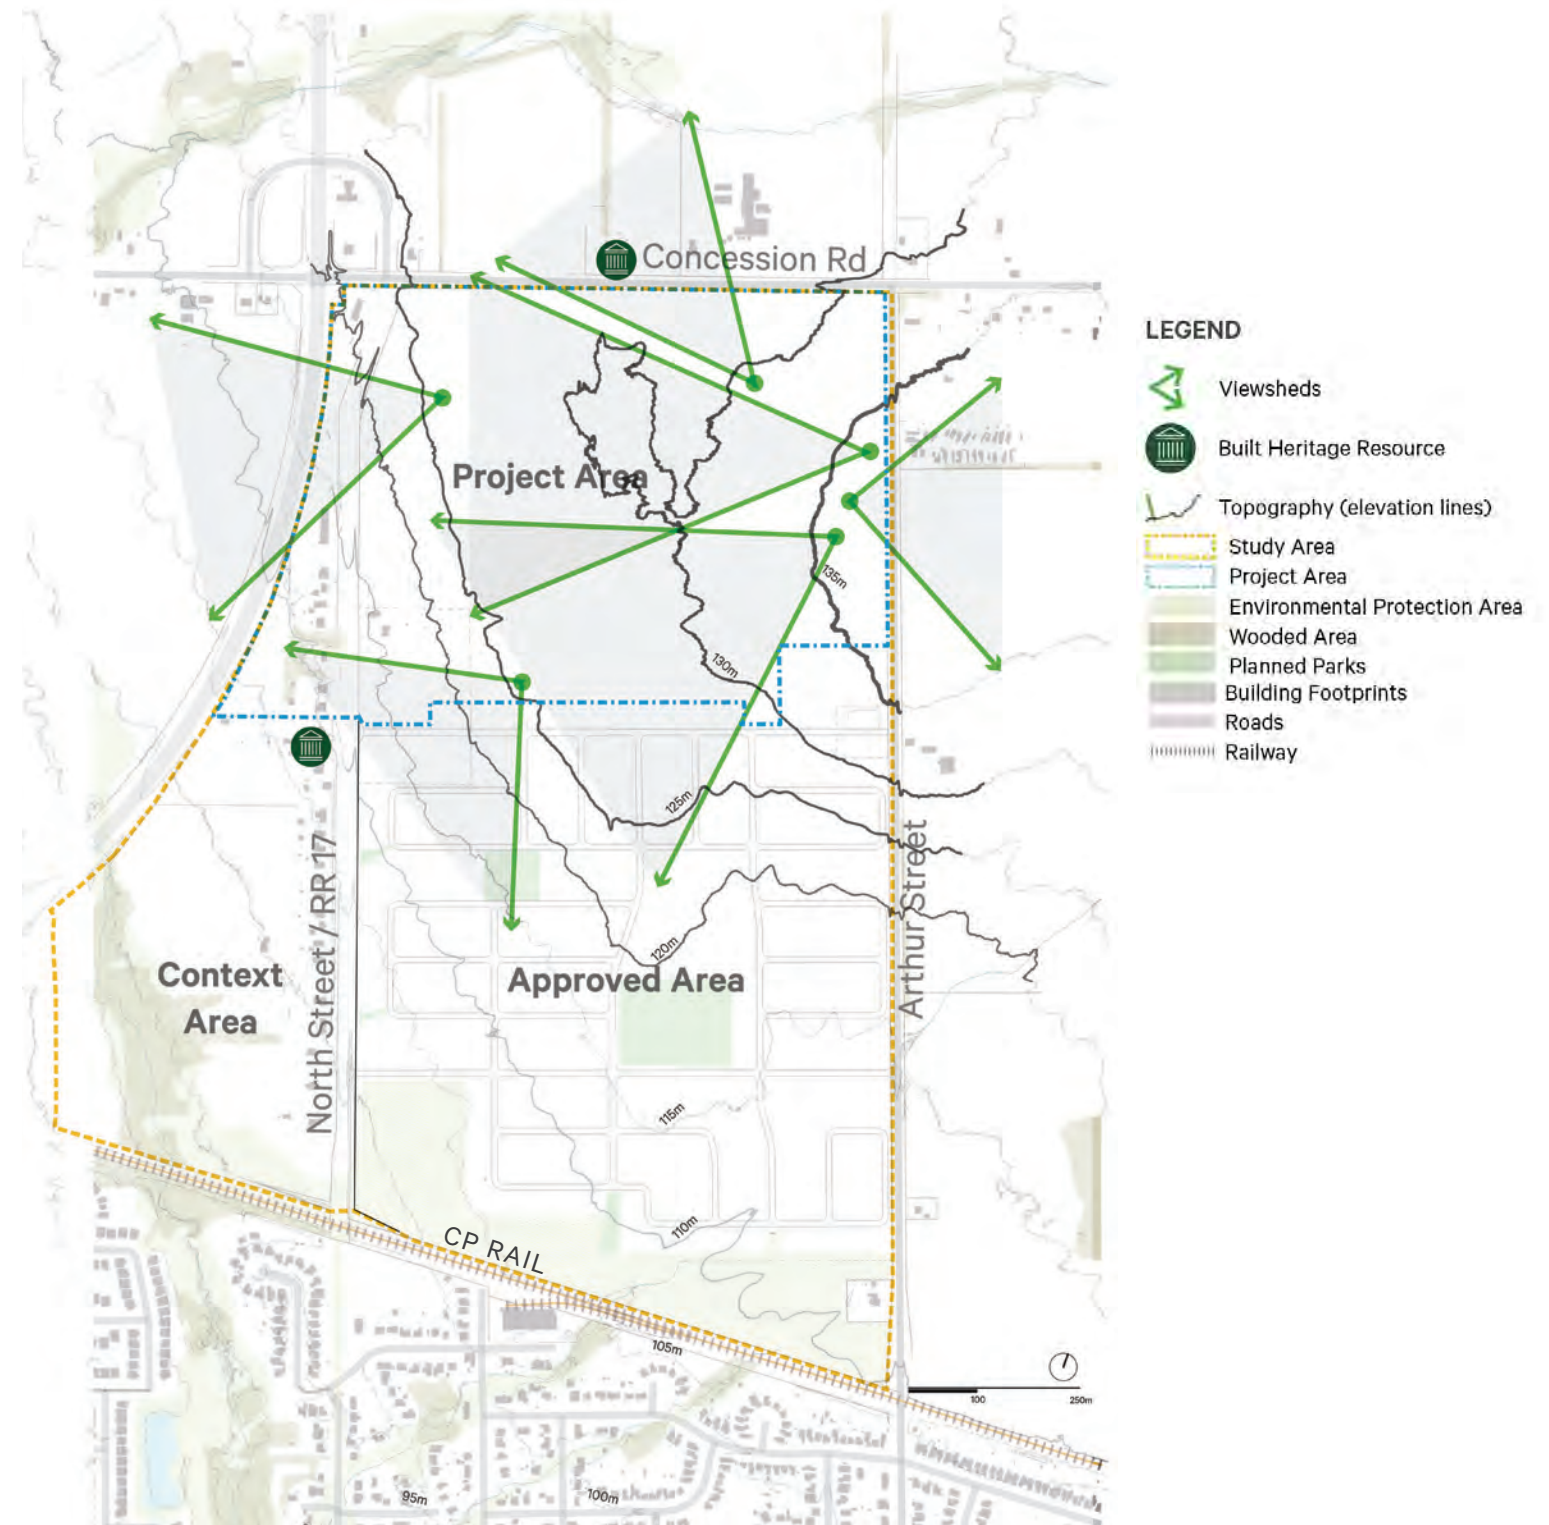 Concession Rd
LEGEND
Viewsheds
Built Heritage Resource
Topography (elevation lines)
Study Area
Project Area
Environmental Protection Area
Wooded Area
Planned Parks
Building Footprints
Roads
Railway
Project Area
135m
130m
125m
120m
Approved Area
Context
Area
North Street / RR 17
Arthur Street
115m
110m
CP RAIL
105m
100
250m
95m
100m